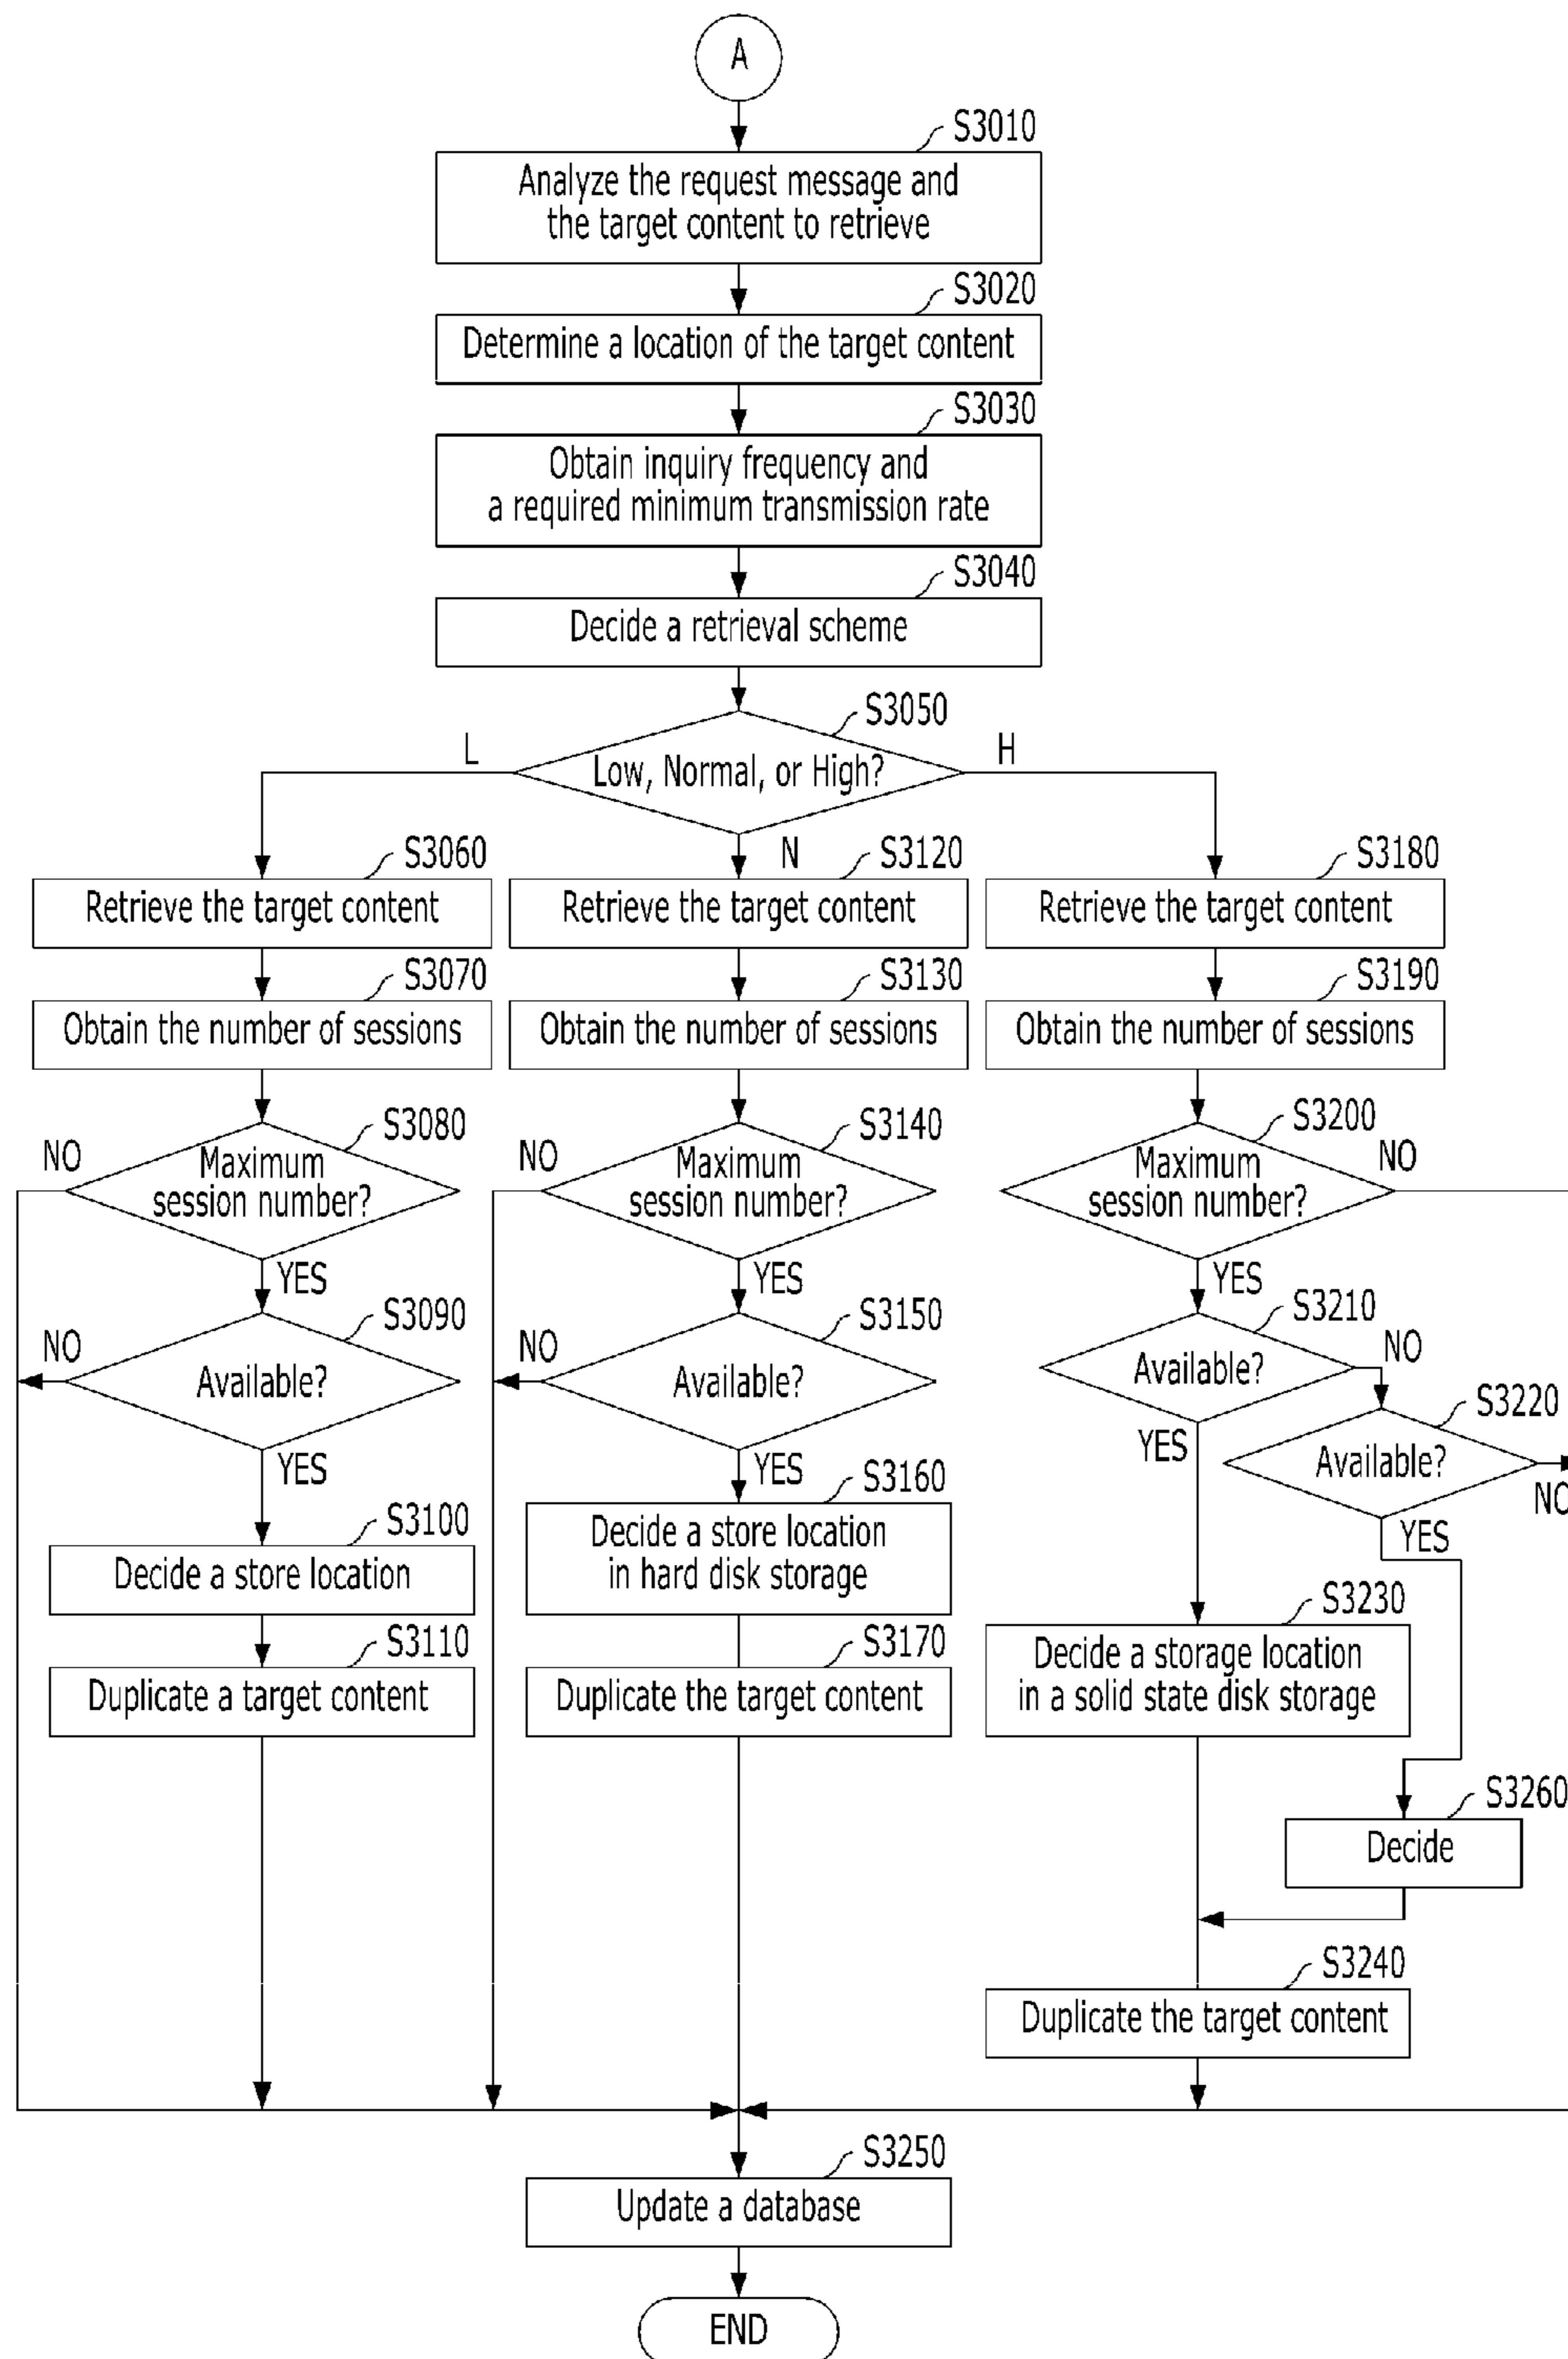 A
S3010
Analyze the request message and
the target content to retrieve
S3020
Determine a location of the target content
S3030
Obtain inquiry frequency and
a required minimum transmission rate
S3040
Decide a retrieval scheme
S3050
L
Low, Normal, or High?
H
N
S3060
Retrieve the target content
S3120
Retrieve the target content
S3180
Retrieve the target content
S3070
Obtain the number of sessions
S3130
Obtain the number of sessions
S3190
Obtain the number of sessions
S3080
NO
Maximum
session number?
YES
S3140
NO
Maximum
session number?
YES
S3200
NO
Maximum
session number?
YES
S3090
NO
Available?
YES
S3150
NO
Available?
YES
S3210
NO
Available?
YES
S3220
Available?
NO
YES
S3100
Decide a store location
S3160
Decide a store location
in hard disk storage
S3230
Decide a storage location
in a solid state disk storage
S3110
Duplicate a target content
S3170
Duplicate the target content
S3260
Decide
S3240
Duplicate the target content
S3250
Update a database
END